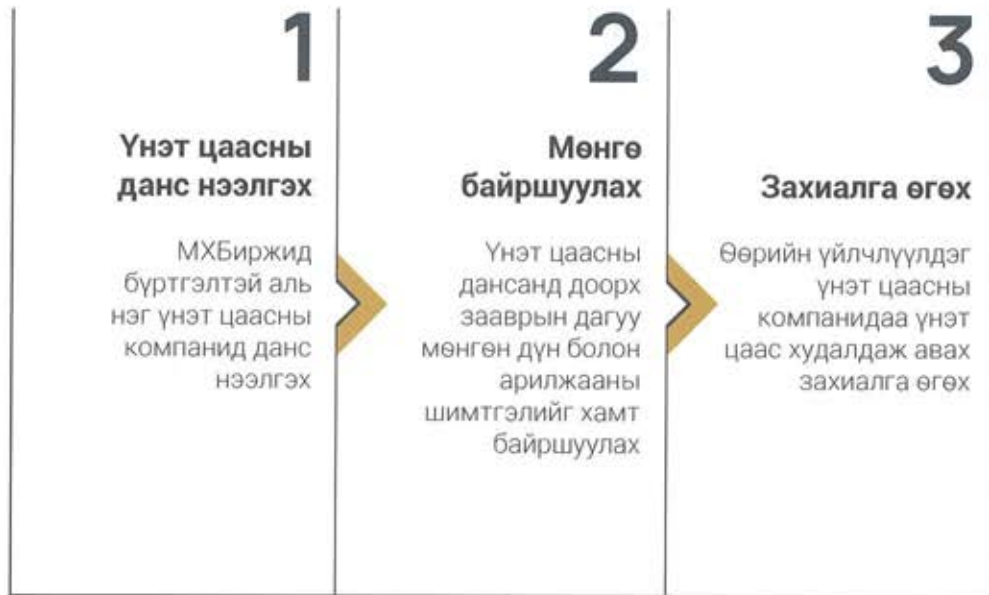 1
Үнэт цаасны
данс нээлгэх
МХБиржид
бүртгэлтэй аль
нэг үнэт цаасны
компанид данс
нээлгэх
2
Мөнгө
байршуулах
Үнэт цаасны
дансанд доорх
зааврын дагуу
мөнгөн дүн болон
арилжааны
шимтгэлийг хамт
байршуулах
3
Захиалга өгөх
Өөрийн үйлчлүүлдэг
үнэт цаасны
компанидаа үнэт
цаас худалдаж авах
захиалга өгөх